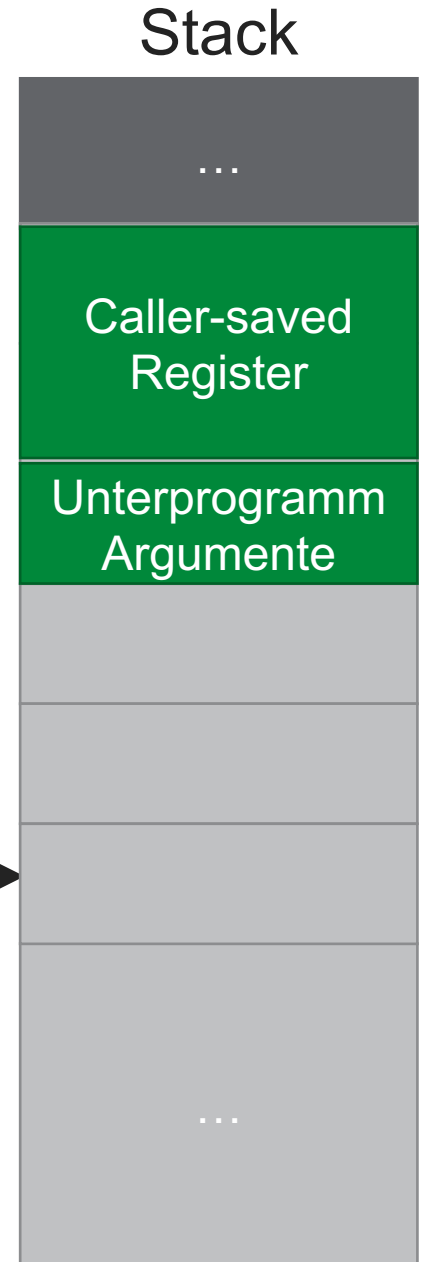 Stack
...
Caller-saved
Register
Unterprogramm
Argumente
...